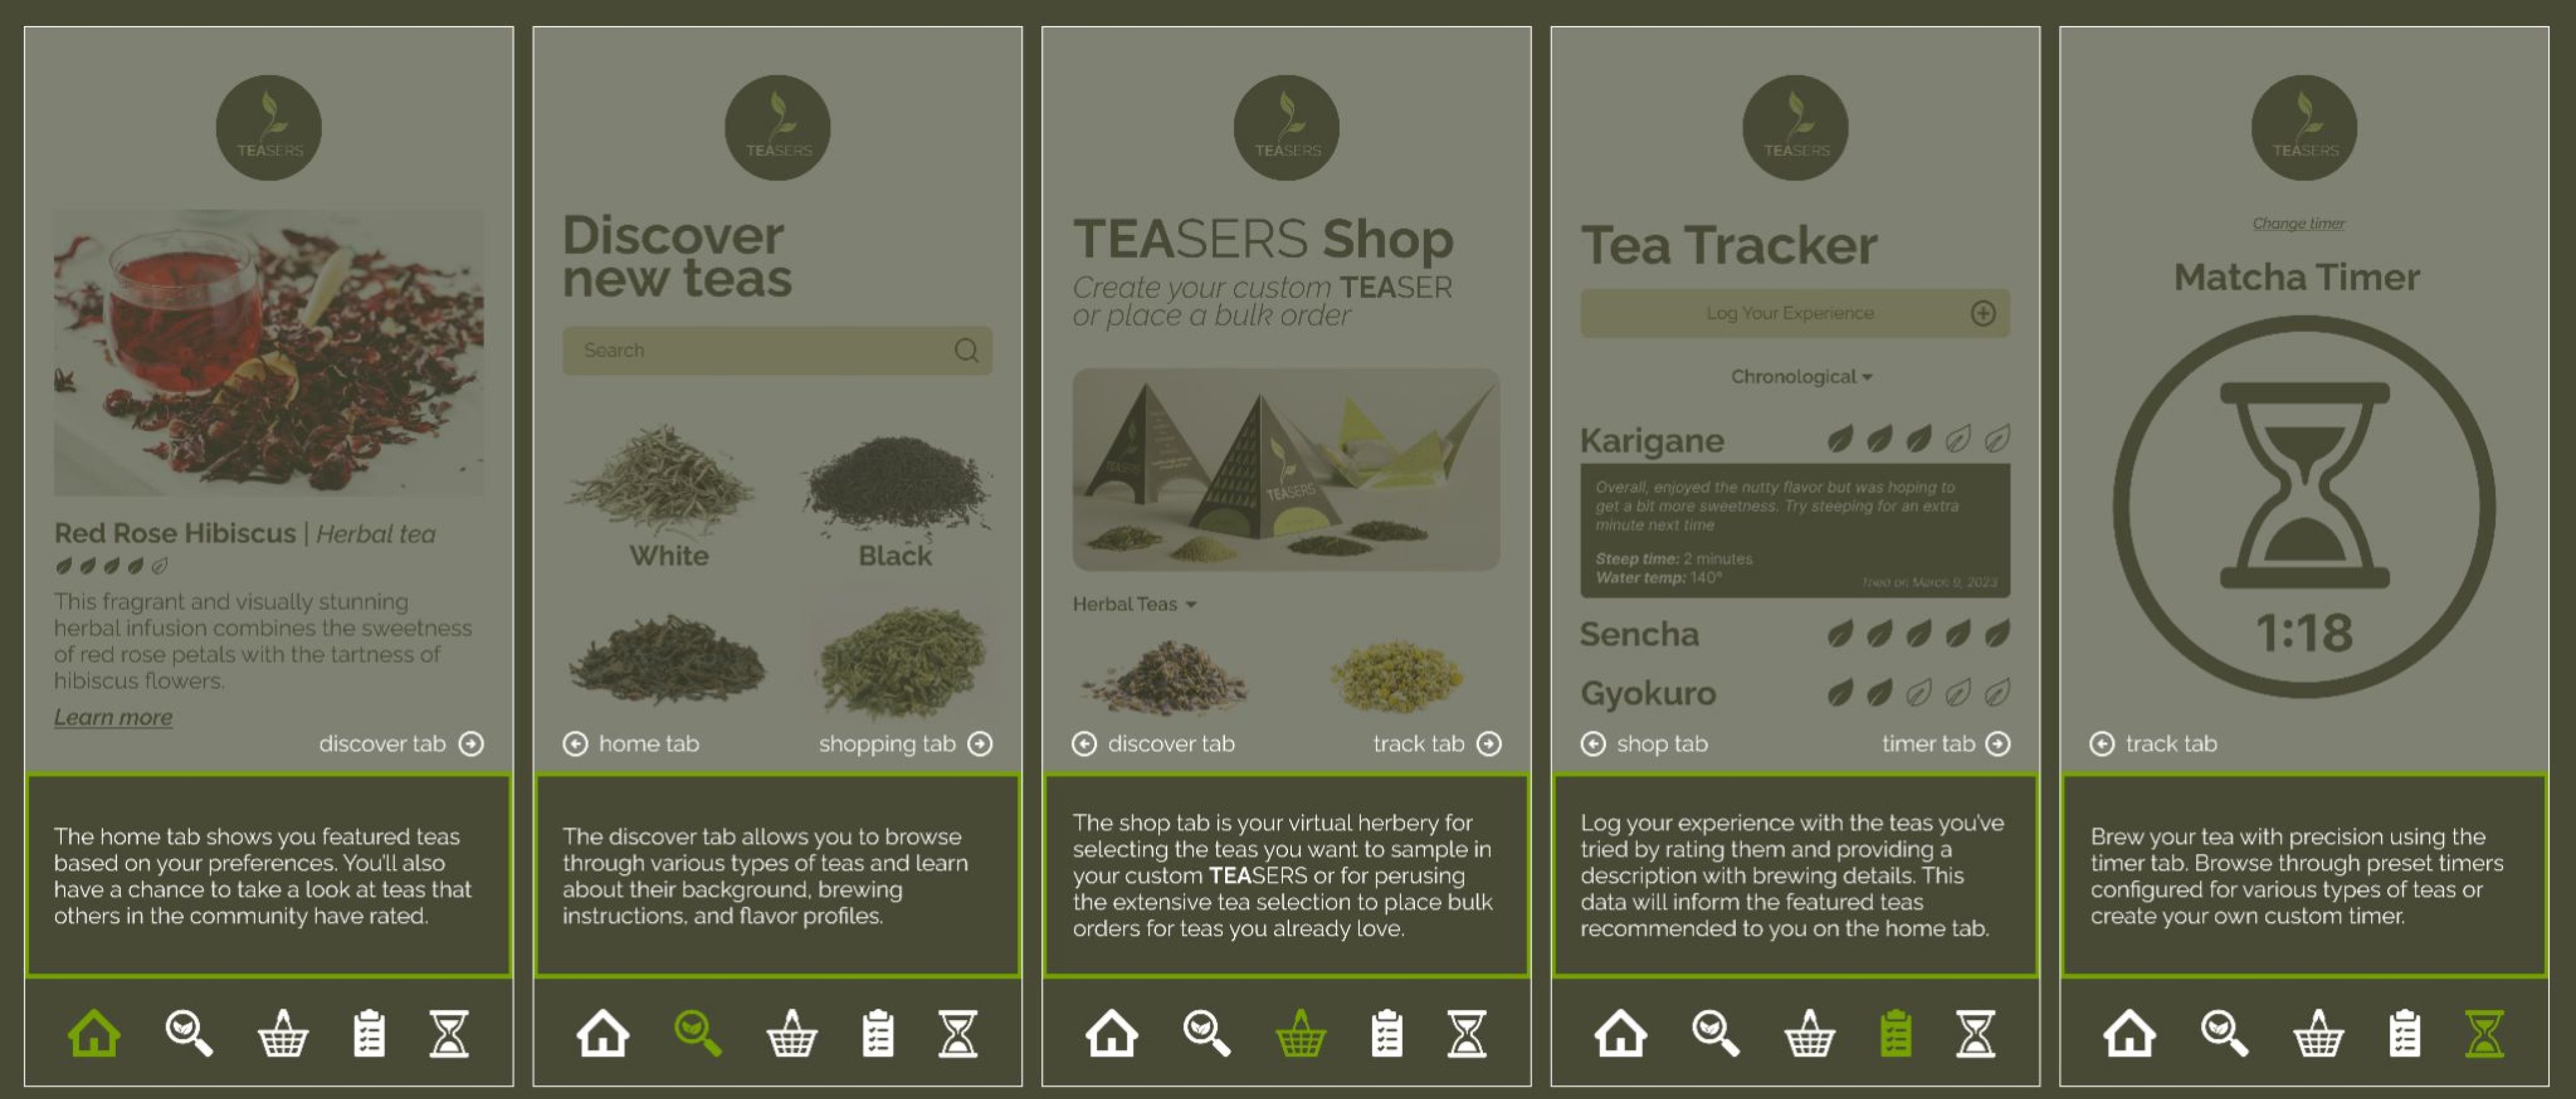 TEASERS
Red Rose Hibiscus | Herbal tea
This fragrant and visually stunning
herbal infusion combines the sweetness
of red rose petals with the tartness of
hibiscus flowers.
Learn more
discover tab
The home tab shows you featured teas
based on your preferences. You'll also
have a chance to take a look at teas that
others in the community have rated.
TEASERS
Discover
new teas
Search
White
Black
home tab
shopping tab
The discover tab allows you to browse
through various types of teas and learn
about their background, brewing
instructions, and flavor profiles.
TEASERS
TEASERS Shop
Create your custom TEASER
or place a bulk order
TEASERS
TEASERS
Herbal Teas
discover tab
track tab
The shop tab is your virtual herbery for
selecting the teas you want to sample in
your custom TEASERS or for perusing
the extensive tea selection to place bulk
orders for teas you already love.
TEASERS
Tea Tracker
Log Your Experience
Chronological
Karigane
Overall, enjoyed the nutty flavor but was hoping to
get a bit more sweetness. Try steeping for an extra
minute next time
Steep time: 2 minutes
Water temp: 140°
Tried on March 9, 2023
Sencha
Gyokuro
shop tab
timer tab
Log your experience with the teas you've
tried by rating them and providing a
description with brewing details. This
data will inform the featured teas
recommended to you on the home tab.
TEASERS
Change timer
Matcha Timer
1:18
track tab
Brew your tea with precision using the
timer tab. Browse through preset timers
configured for various types of teas or
create your own custom timer.